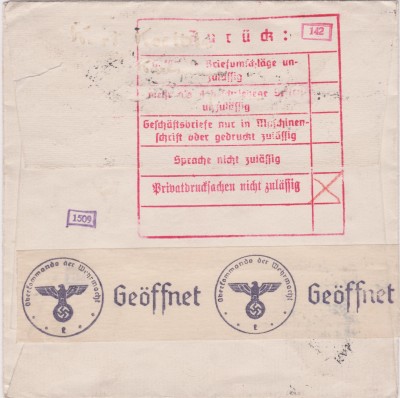 Zurück:
142
Briefumschläge un-
zulässig
unzulässig
Geschäftsbriefe nur in Maschinen-
schrift oder gedruckt zulässig
Sprache nicht zulässig
Privatdrucksachen nicht zulässig
1509
Oberkommando der Wehrmacht
Geöffnet
Oberkommando der Wehrmacht
Geöffnet